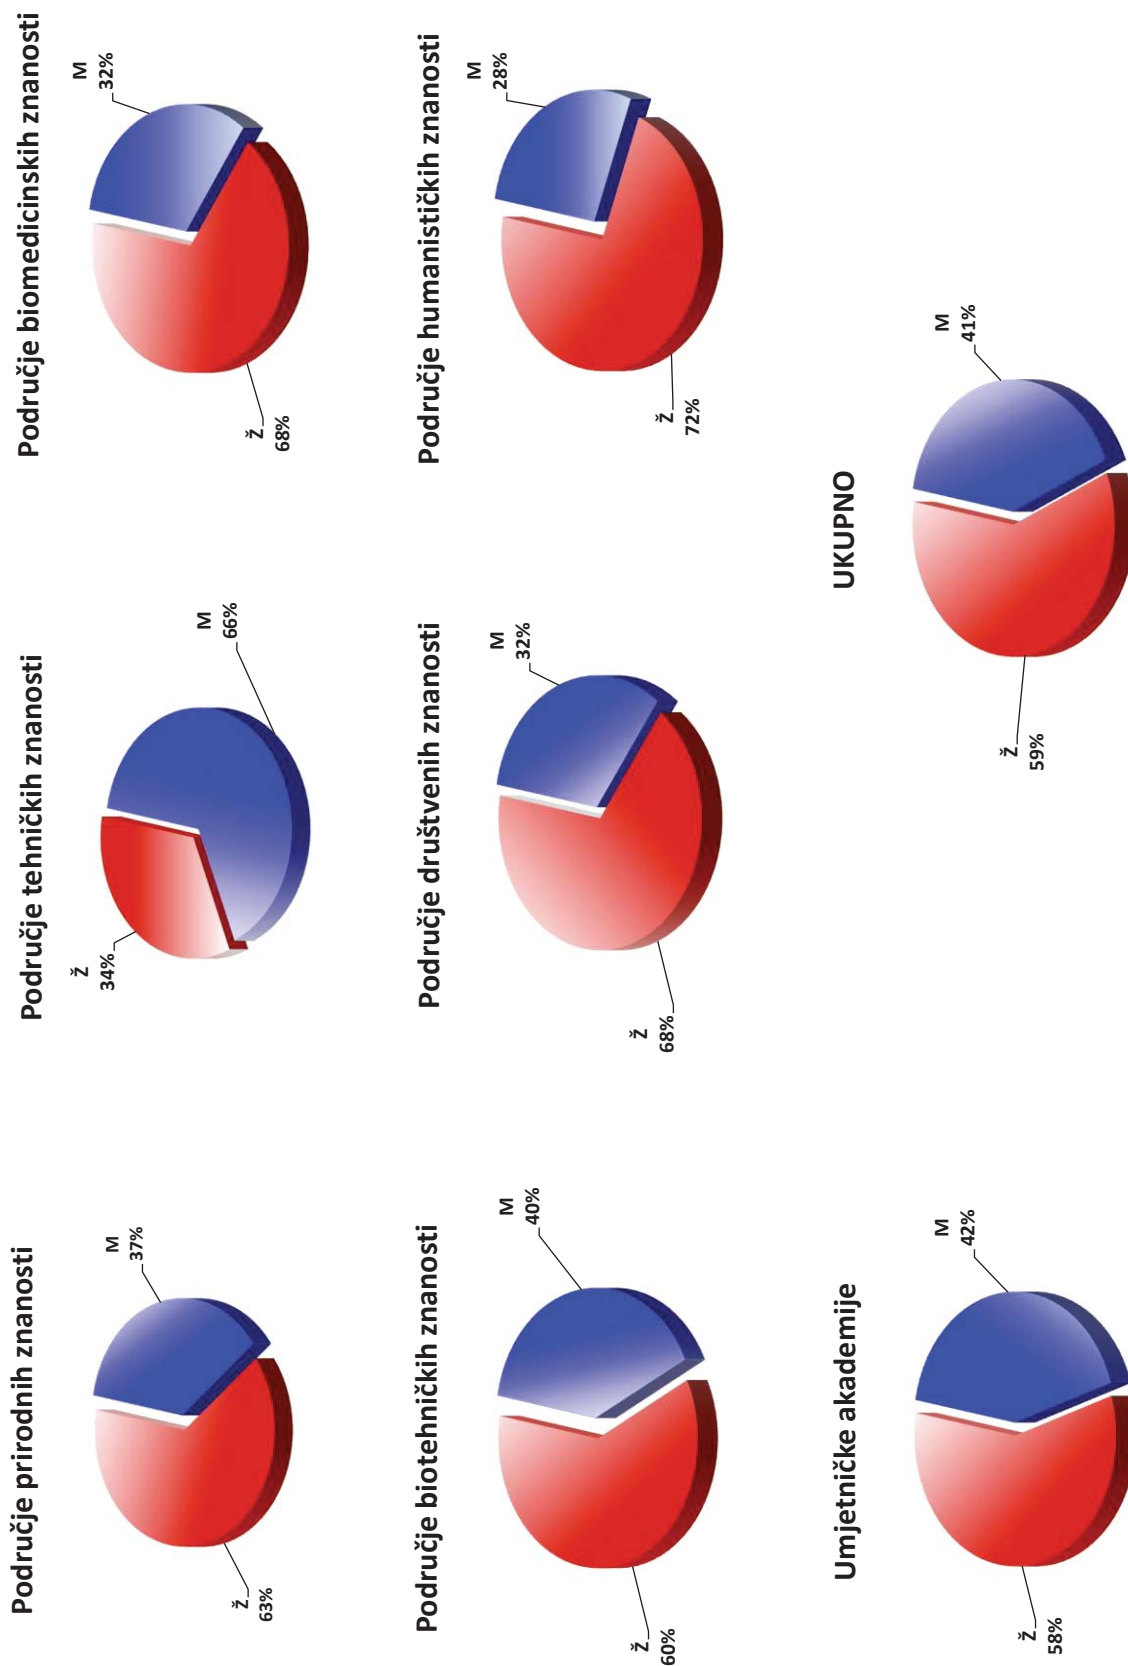 Područje prirodnih znanosti
M
37%
Ž
63%
Područje tehničkih znanosti
M
66%
Ž
34%
Područje biomedicinskih znanosti
M
32%
Ž
68%
Područje biotehničkih znanosti
M
40%
Ž
60%
Područje društvenih znanosti
M
32%
Ž
68%
Područje humanističkih znanosti
M
28%
Ž
72%
Umjetničke akademije
M
42%
Ž
58%
UKUPNO
M
41%
Ž
59%